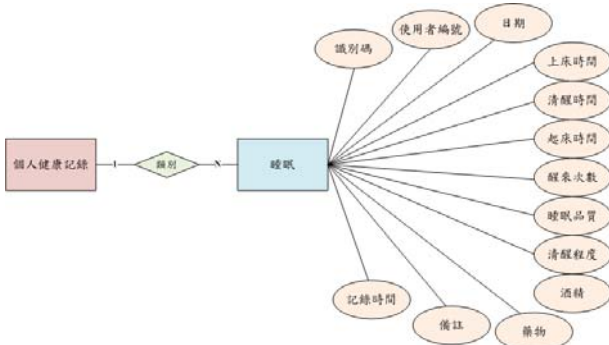 識別碼
使用者編號
日期
上床時間
清醒時間
起床時間
醒來次數
睡眠品質
清醒程度
酒精
藥物
備註
記錄時間
個人健康記錄
1
類別
N
睡眠